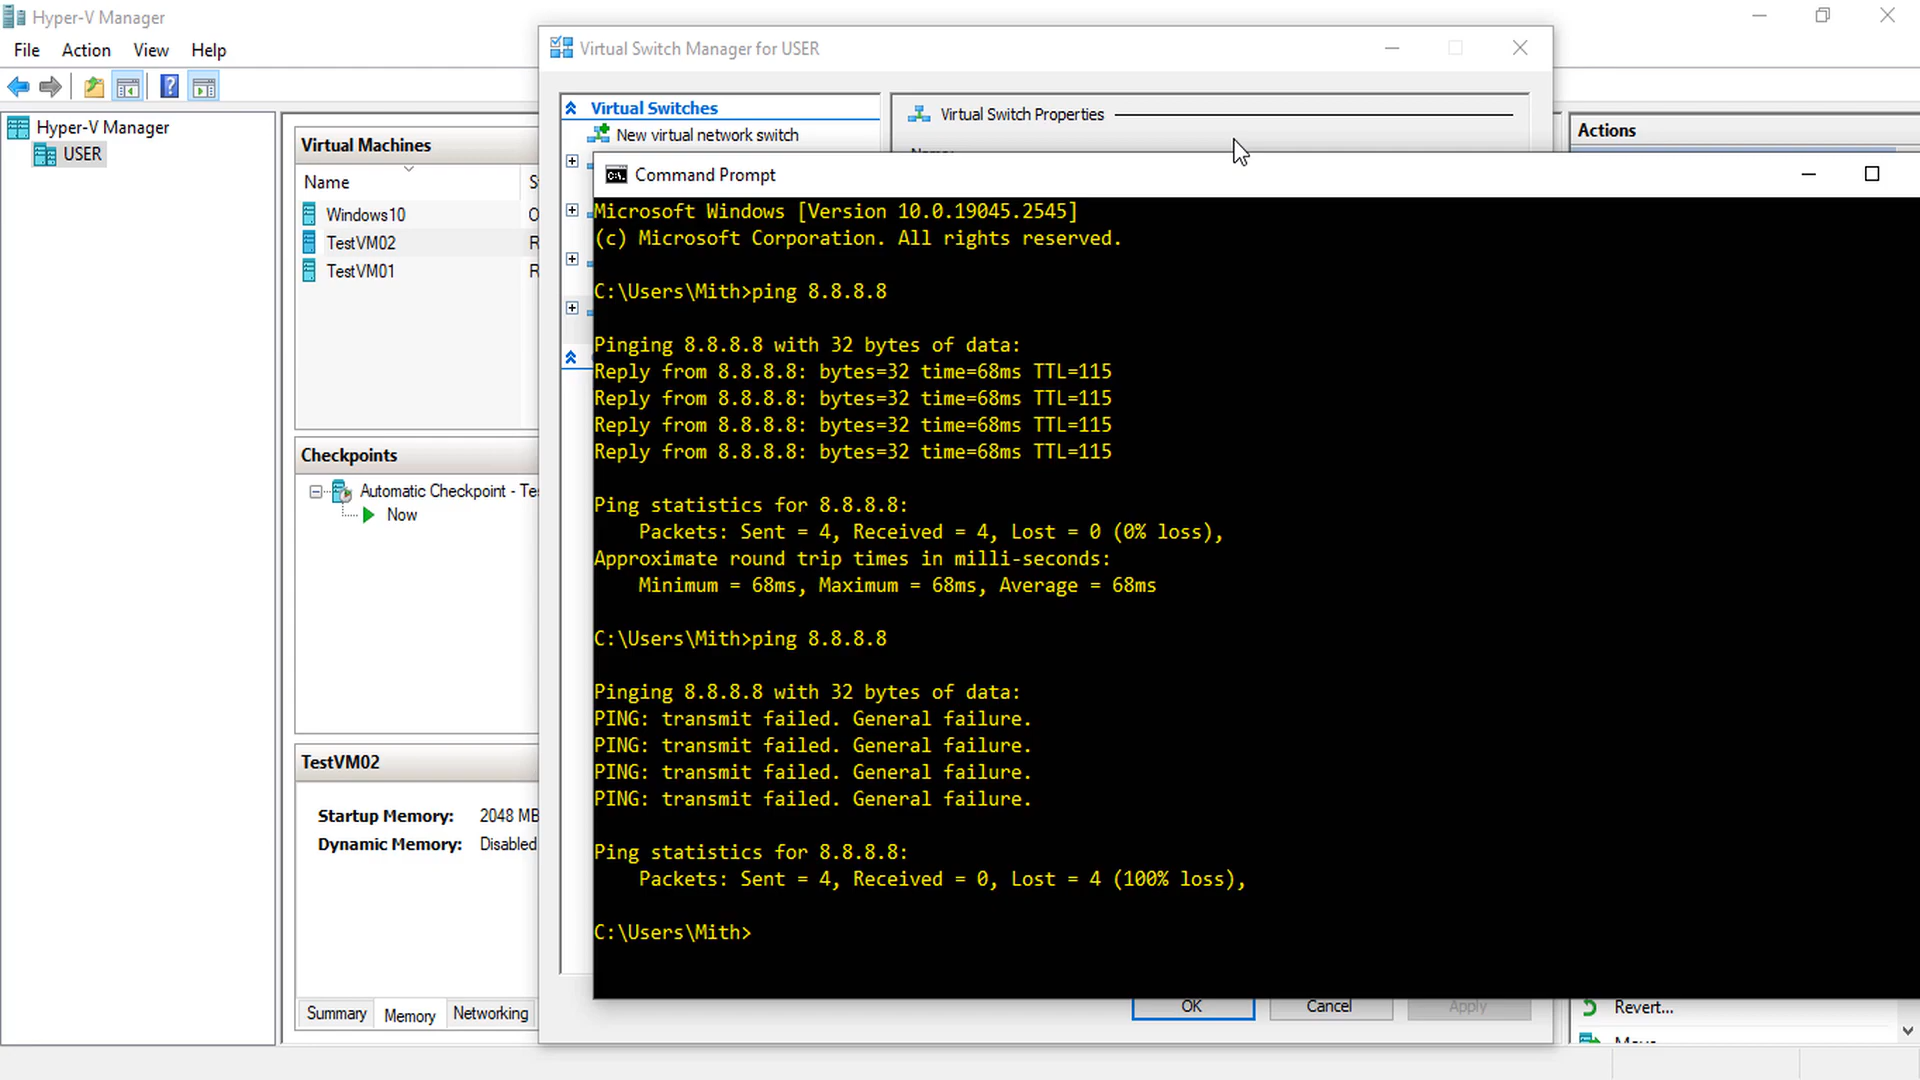 Hyper-V Manager
File Action View Help
Hyper-V Manager
USER
Virtual Machines
Name
Windows10
TestVM02
TestVM01
Checkpoints
Automatic Checkpoint - Te
Now
TestVM02
Startup Memory: 2048 MB
Dynamic Memory: Disabled
Summary Memory Networking
Virtual Switch Manager for USER
Virtual Switches
New virtual network switch
Virtual Switch Properties
Command Prompt
Microsoft Windows [Version 10.0.19045.2545]
(c) Microsoft Corporation. All rights reserved.
C:\Users\Mith>ping 8.8.8.8
Pinging 8.8.8.8 with 32 bytes of data:
Reply from 8.8.8.8: bytes=32 time=68ms TTL=115
Reply from 8.8.8.8: bytes=32 time=68ms TTL=115
Reply from 8.8.8.8: bytes=32 time=68ms TTL=115
Reply from 8.8.8.8: bytes=32 time=68ms TTL=115
Ping statistics for 8.8.8.8:
Packets: Sent = 4, Received = 4, Lost = 0 (0% loss),
Approximate round trip times in milli-seconds:
Minimum = 68ms, Maximum = 68ms, Average = 68ms
C:\Users\Mith>ping 8.8.8.8
Pinging 8.8.8.8 with 32 bytes of data:
PING: transmit failed. General failure.
PING: transmit failed. General failure.
PING: transmit failed. General failure.
PING: transmit failed. General failure.
Ping statistics for 8.8.8.8:
Packets: Sent = 4, Received = 0, Lost = 4 (100% loss),
C:\Users\Mith>
OK Cancel Apply
Actions
Revert...